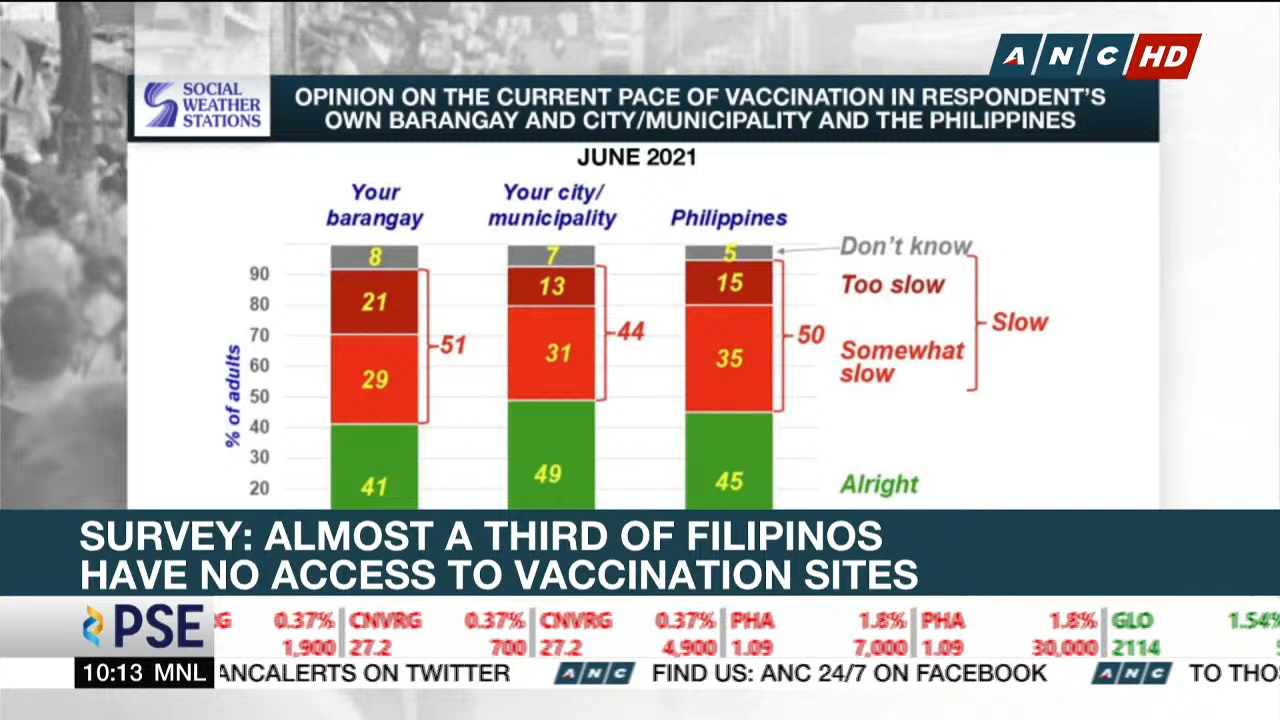 ANC HD
SOCIAL
WEATHER
STATIONS
OPINION ON THE CURRENT PACE OF VACCINATION IN RESPONDENT'S
OWN BARANGAY AND CITY/MUNICIPALITY AND THE PHILIPPINES
JUNE 2021
Your
barangay
Your city/
municipality
Philippines
8
7
5
Don't know
90
21
13
15
Too slow
80
51
44
50
Slow
70
60
29
31
35
Somewhat
slow
50
% of adults
40
30
41
49
45
Alright
20
SURVEY: ALMOST A THIRD OF FILIPINOS
HAVE NO ACCESS TO VACCINATION SITES
PSE
G 0.37% CNVRG 0.37% CNVRG 0.37% PHA 1.8% PHA 1.8% GLO 1.54%
1,900 27.2 700 27.2 4,900 1.09 7,000 1.09 30,000 2114
10:13 MNL ANCALERTS ON TWITTER ANC FIND US: ANC 24/7 ON FACEBOOK ANC TO THO